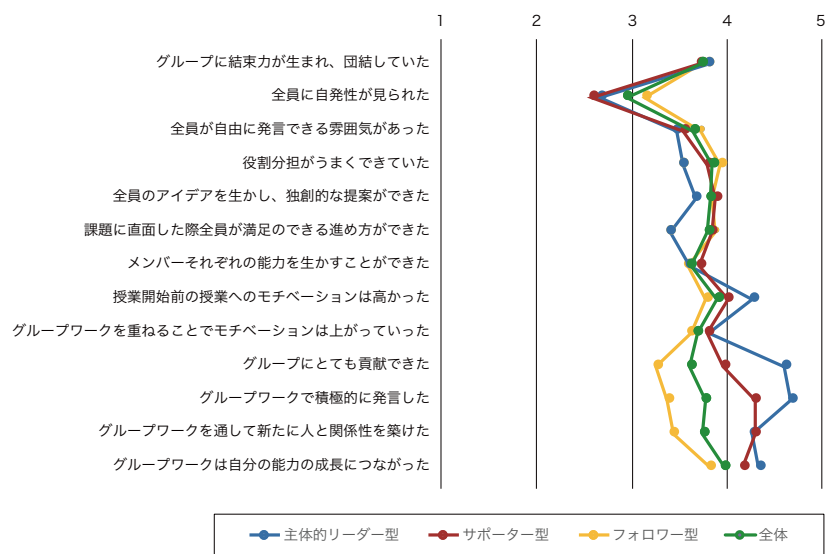 1 2 3 4 5
グループに結束力が生まれ、団結していた
全員に自発性が見られた
全員が自由に発言できる雰囲気があった
役割分担がうまくできていた
全員のアイデアを生かし、独創的な提案ができた
課題に直面した際全員が満足のできる進め方ができた
メンバーそれぞれの能力を生かすことができた
授業開始前の授業へのモチベーションは高かった
グループワークを重ねることでモチベーションは上がっていった
グループにとても貢献できた
グループワークで積極的に発言した
グループワークを通して新たに人と関係性を築けた
グループワークは自分の能力の成長につながった
主体的リーダー型 サポーター型 フォロワー型 全体